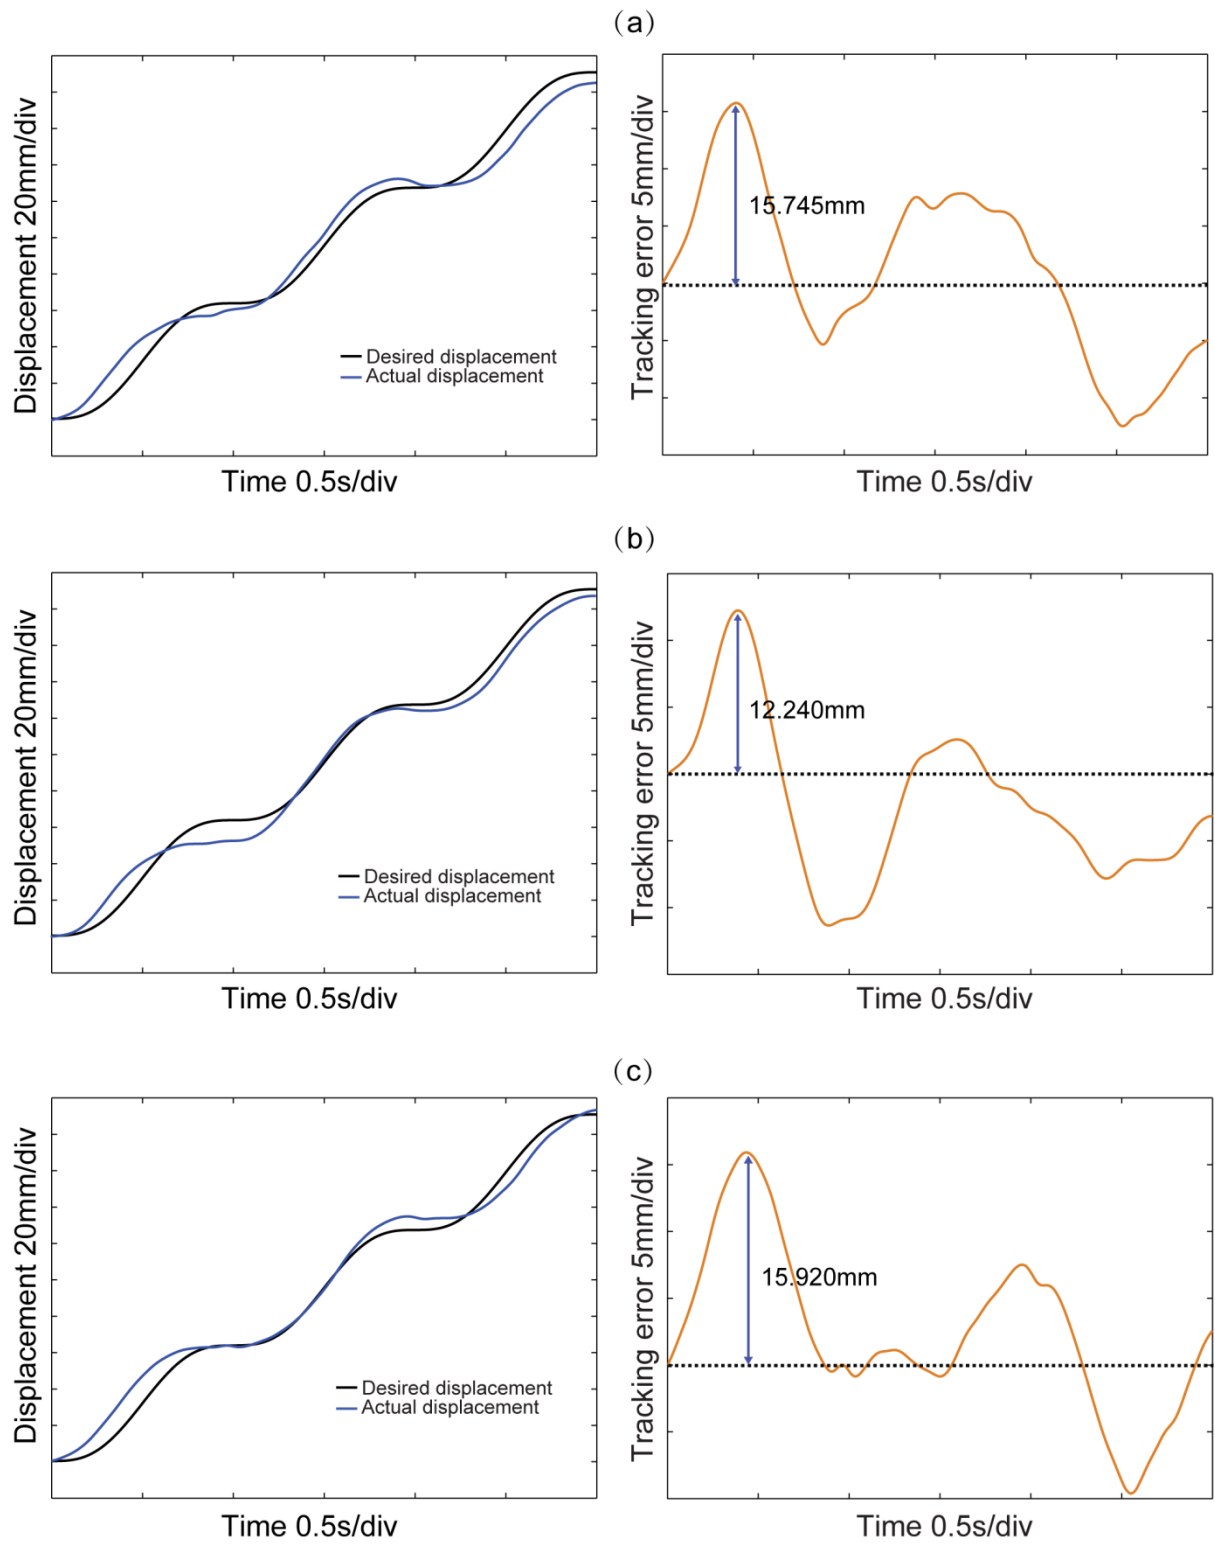 (a)
Displacement 20mm/div
Desired displacement
Actual displacement
Time 0.5s/div
Tracking error 5mm/div
15.745mm
Time 0.5s/div
(b)
Displacement 20mm/div
Desired displacement
Actual displacement
Time 0.5s/div
Tracking error 5mm/div
12.240mm
Time 0.5s/div
(c)
Displacement 20mm/div
Desired displacement
Actual displacement
Time 0.5s/div
Tracking error 5mm/div
15.920mm
Time 0.5s/div